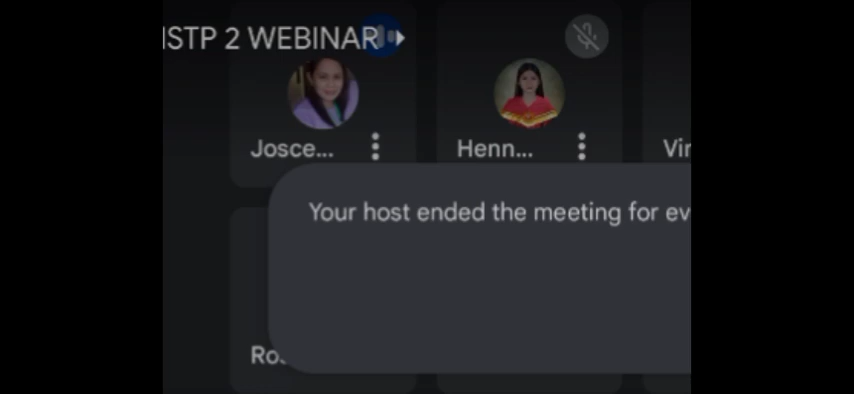 ISTP 2 WEBINAR
Josce...
Henn...
Vir
Your host ended the meeting for ev
Ro